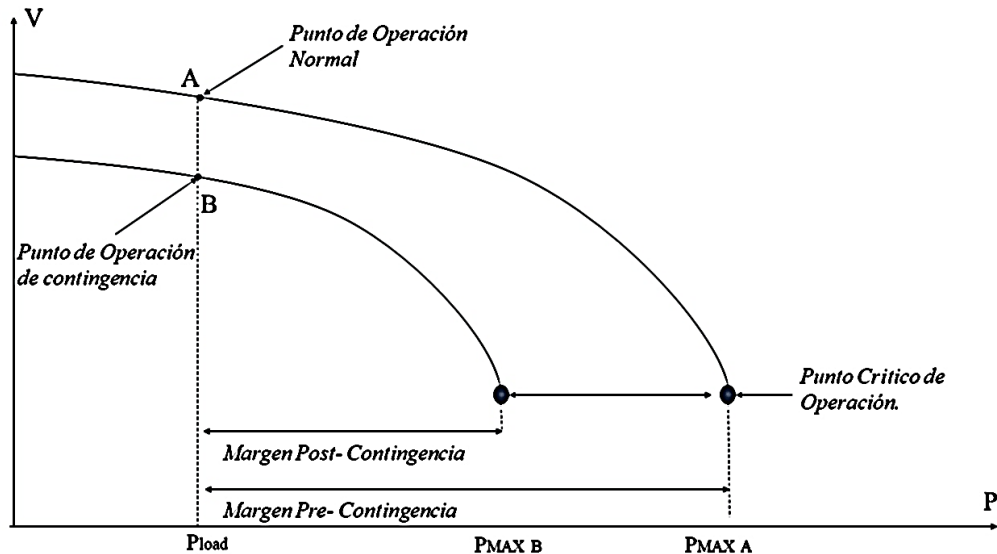 V
Punto de Operación
Normal
A
B
Punto de Operación
de contingencia
Punto Critico de
Operación.
Margen Post- Contingencia
Margen Pre- Contingencia
P
Pload
PMAX B
PMAX A